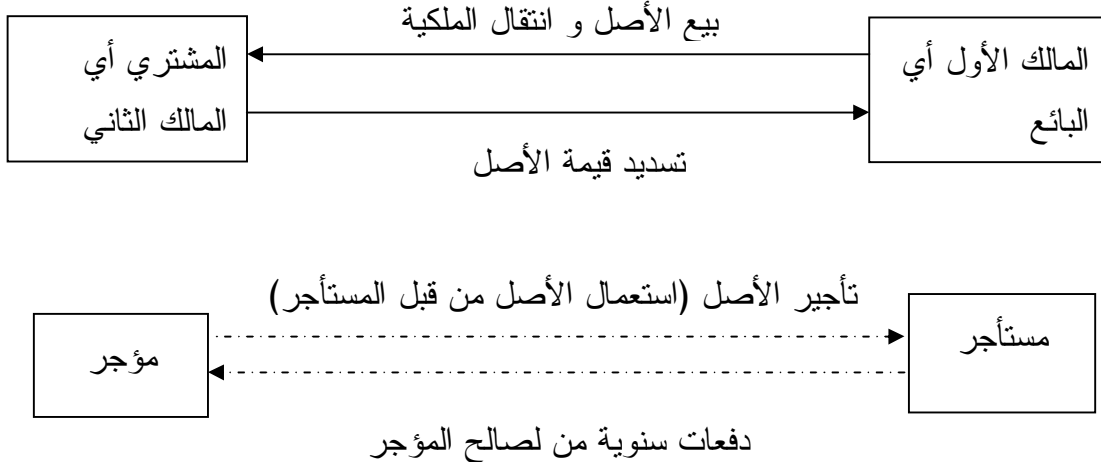 بيع الأصل و انتقال الملكية
المالك الأول أي
البائع
المشتري أي
المالك الثاني
تسديد قيمة الأصل
تأجير الأصل (استعمال الأصل من قبل المستأجر)
مستأجر
مؤجر
دفعات سنوية من لصالح المؤجر